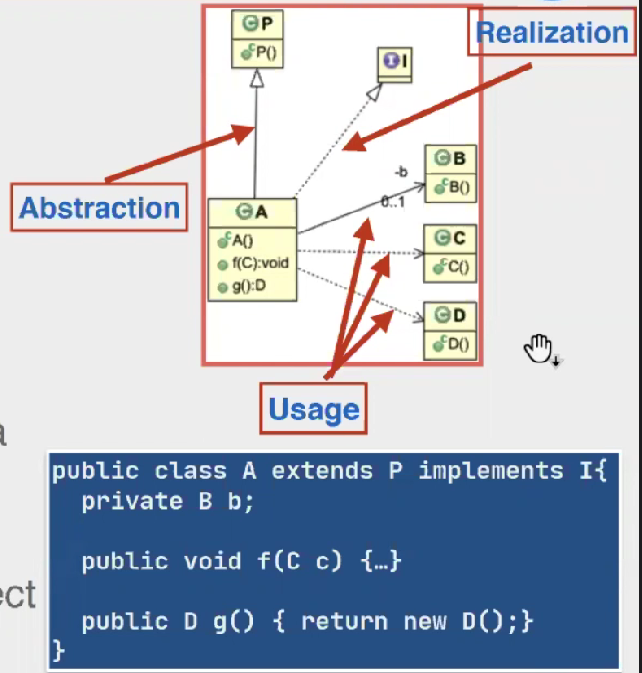 C P
P()
Realization
I
Abstraction
-b
0..1
C B
B()
C A
A()
f(C):void
g():D
C C
C()
C D
D()
Usage
a
ect
public class A extends P implements I{
private B b;
public void f(C c) {…}
public D g() { return new D();}
}